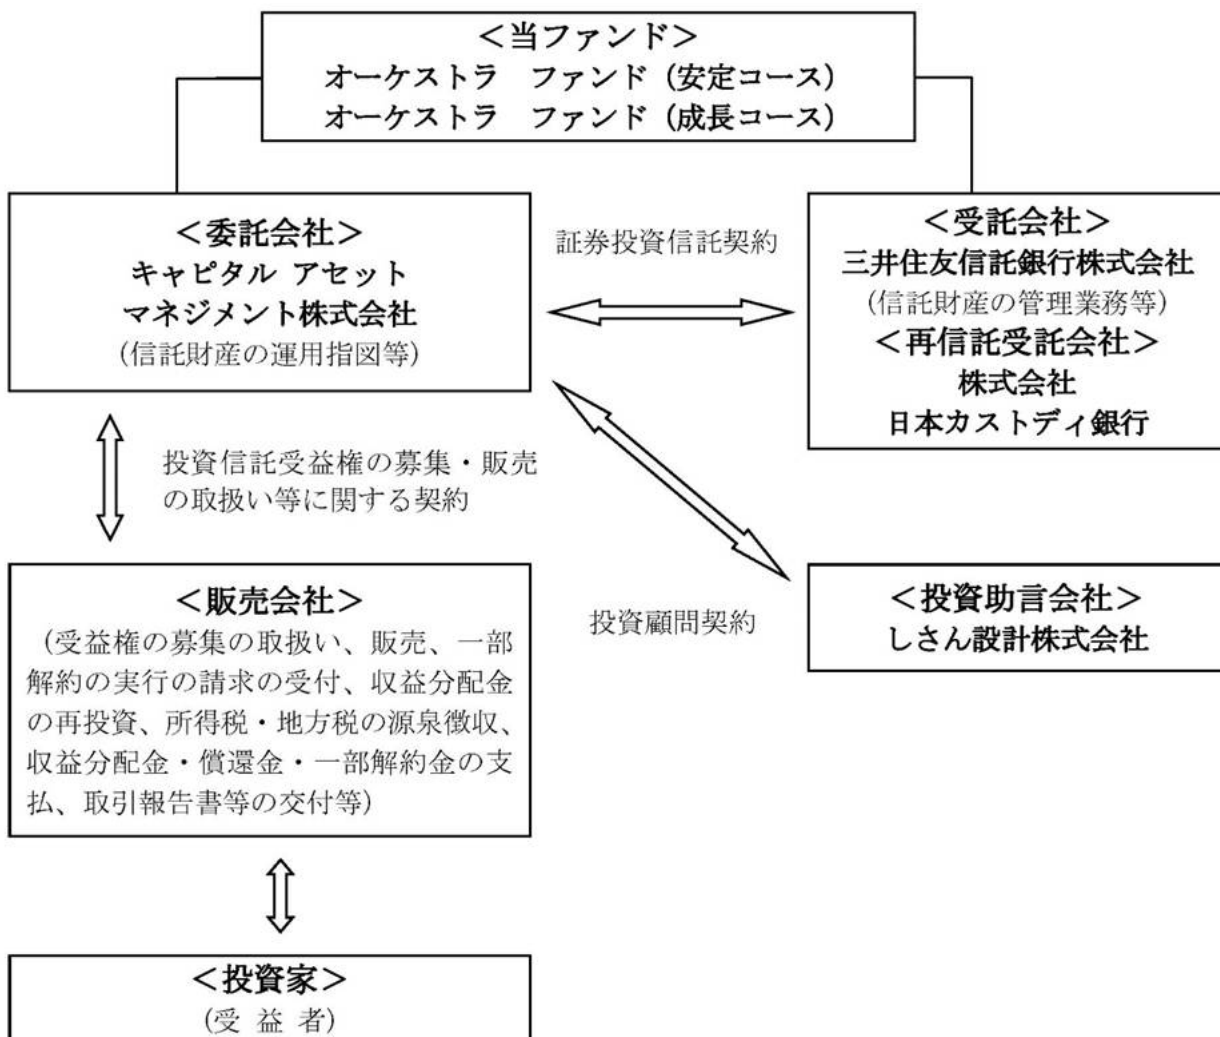 ＜当ファンド＞
オーケストラ　ファンド（安定コース）
オーケストラ　ファンド（成長コース）
＜委託会社＞
キャピタル アセット
マネジメント株式会社
（信託財産の運用指図等）
証券投資信託契約
＜受託会社＞
三井住友信託銀行株式会社
（信託財産の管理業務等）
＜再信託受託会社＞
株式会社
日本カストディ銀行
投資信託受益権の募集・販売
の取扱い等に関する契約
＜販売会社＞
（受益権の募集の取扱い、販売、一部
解約の実行の請求の受付、収益分配金
の再投資、所得税・地方税の源泉徴収、
収益分配金・償還金・一部解約金の支
払、取引報告書等の交付等）
投資顧問契約
＜投資助言会社＞
しさん設計株式会社
＜投資家＞
（受 益 者）